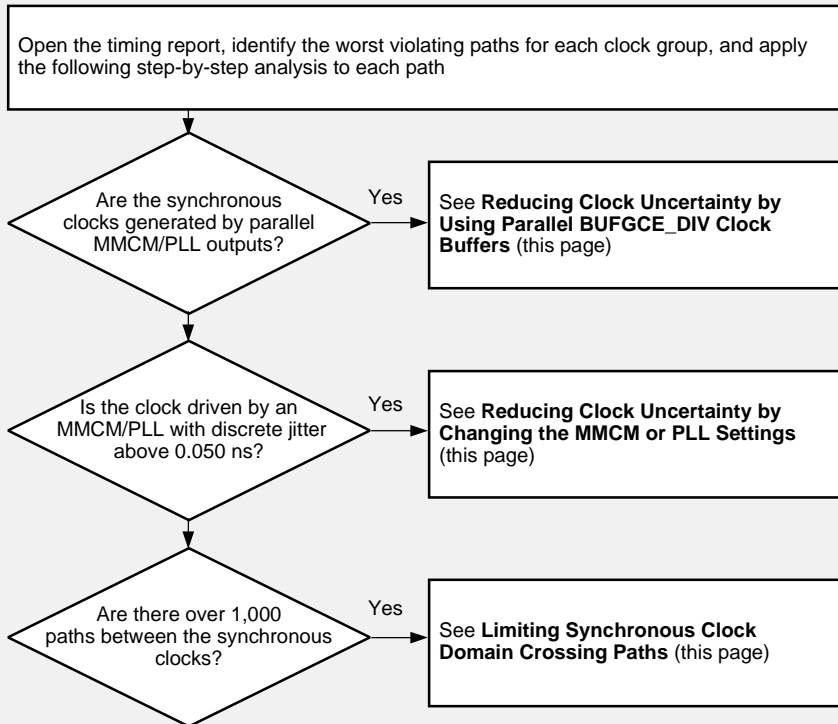 Open the timing report, identify the worst violating paths for each clock group, and apply
the following step-by-step analysis to each path
Are the synchronous
clocks generated by parallel
MMCM/PLL outputs?
Yes
See Reducing Clock Uncertainty by
Using Parallel BUFGCE_DIV Clock
Buffers (this page)
Is the clock driven by an
MMCM/PLL with discrete jitter
above 0.050 ns?
Yes
See Reducing Clock Uncertainty by
Changing the MMCM or PLL Settings
(this page)
Are there over 1,000
paths between the synchronous
clocks?
Yes
See Limiting Synchronous Clock
Domain Crossing Paths (this page)